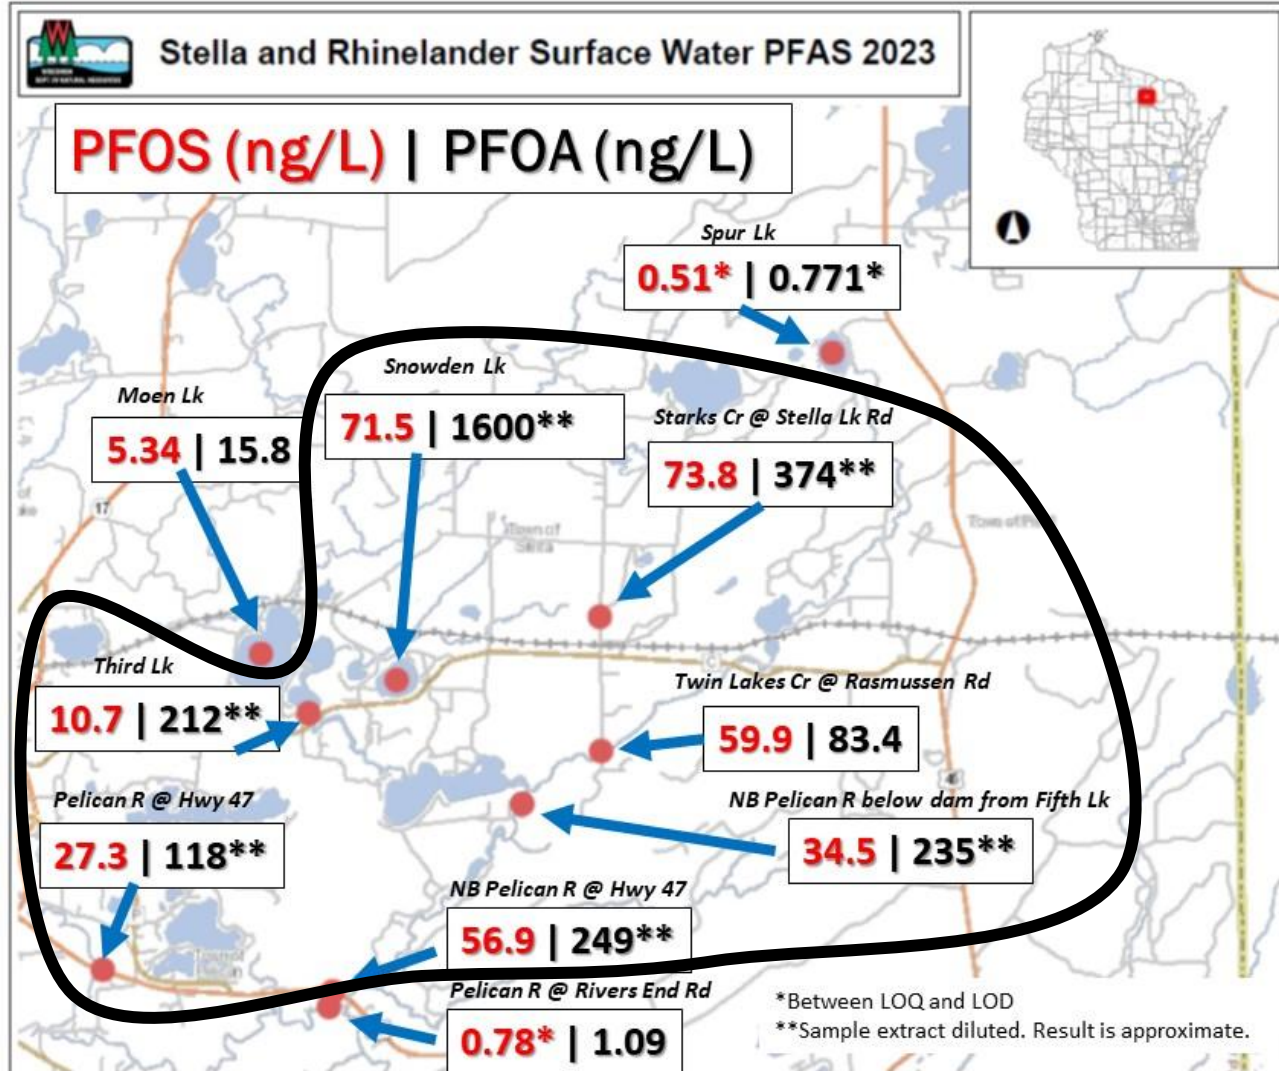 Stella and Rhinelander Surface Water PFAS 2023
PFOS (ng/L) | PFOA (ng/L)
Spur Lk
0.51* | 0.771*
Snowden Lk
71.5 | 1600**
Moen Lk
5.34 | 15.8
Starks Cr @ Stella Lk Rd
73.8 | 374**
17
Town of
Stella
Third Lk
10.7 | 212**
C
Twin Lakes Cr @ Rasmussen Rd
59.9 | 83.4
Pelican R @ Hwy 47
27.3 | 118**
NB Pelican R below dam from Fifth Lk
34.5 | 235**
NB Pelican R @ Hwy 47
56.9 | 249**
Pelican R @ Rivers End Rd
0.78* | 1.09
*Between LOQ and LOD
**Sample extract diluted. Result is approximate.